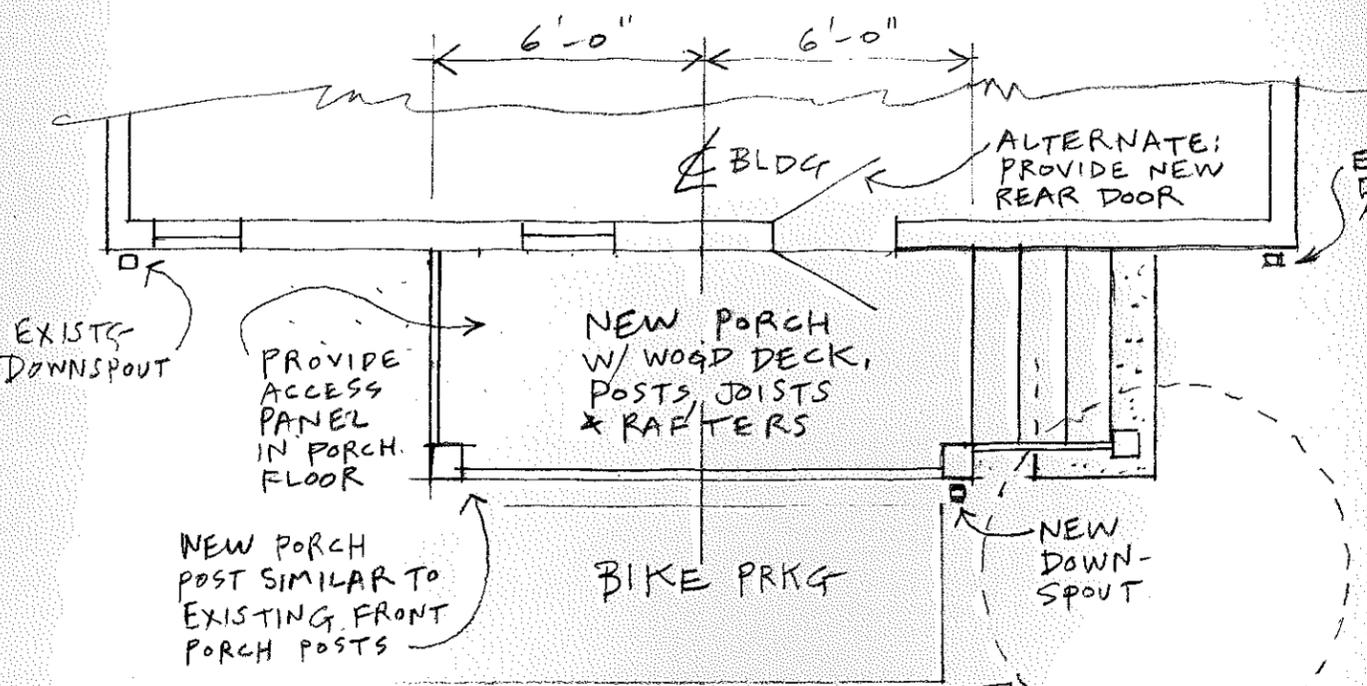 6'-0" 6'-0"
℄ BLDG
ALTERNATE:
PROVIDE NEW
REAR DOOR
EXIST'G
DOWNSPOUT
PROVIDE
ACCESS
PANEL
IN PORCH
FLOOR
NEW PORCH
W/ WOOD DECK,
POSTS, JOISTS
& RAFTERS
NEW PORCH
POST SIMILAR TO
EXISTING FRONT
PORCH POSTS
BIKE PRKG
NEW
DOWN-
SPOUT